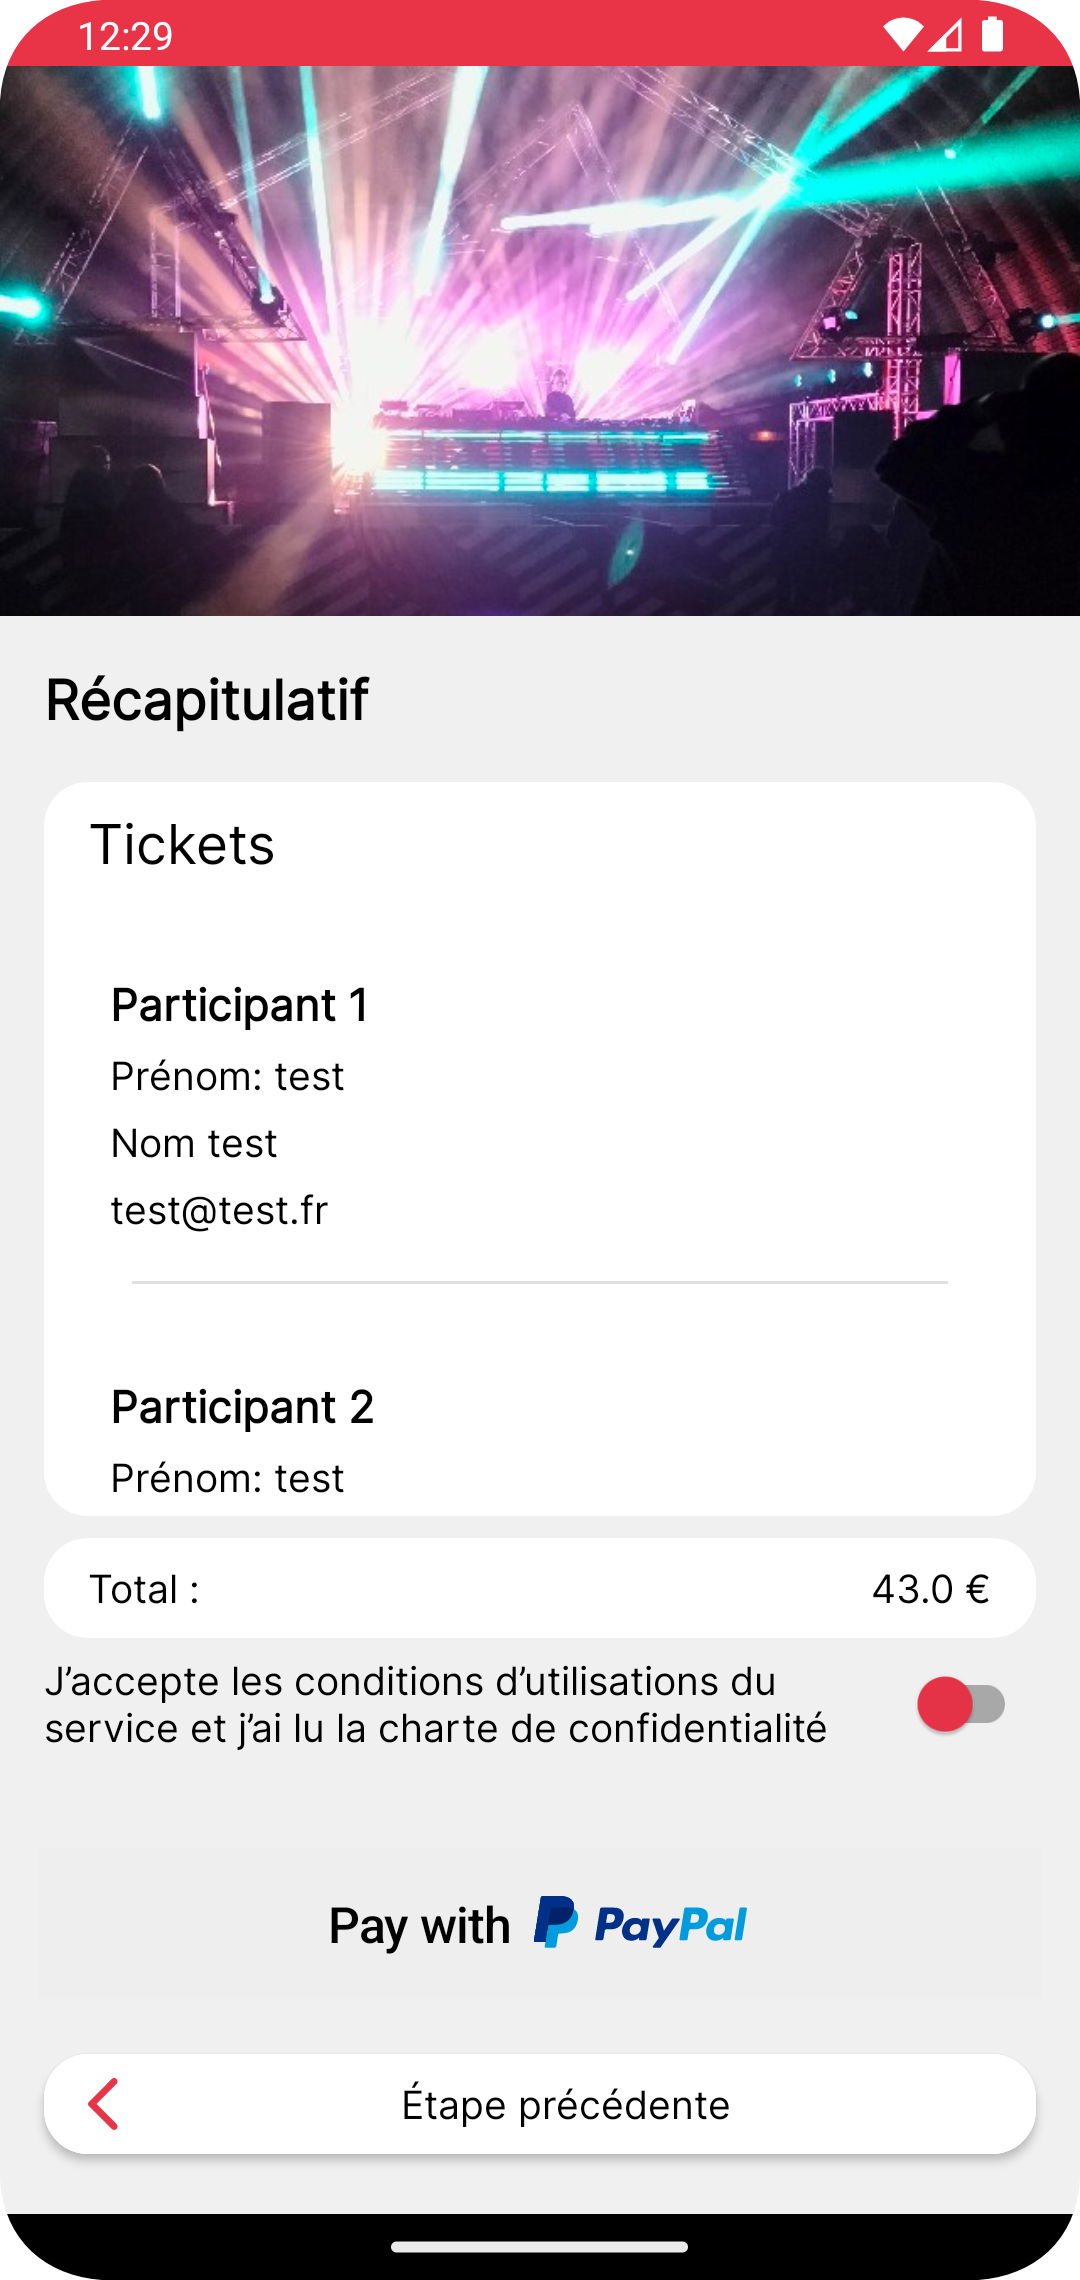 12:29
Récapitulatif
Tickets
Participant 1
Prénom: test
Nom test
test@test.fr
Participant 2
Prénom: test
Total : 43.0 €
J’accepte les conditions d’utilisations du
service et j’ai lu la charte de confidentialité
Pay with PayPal
Étape précédente